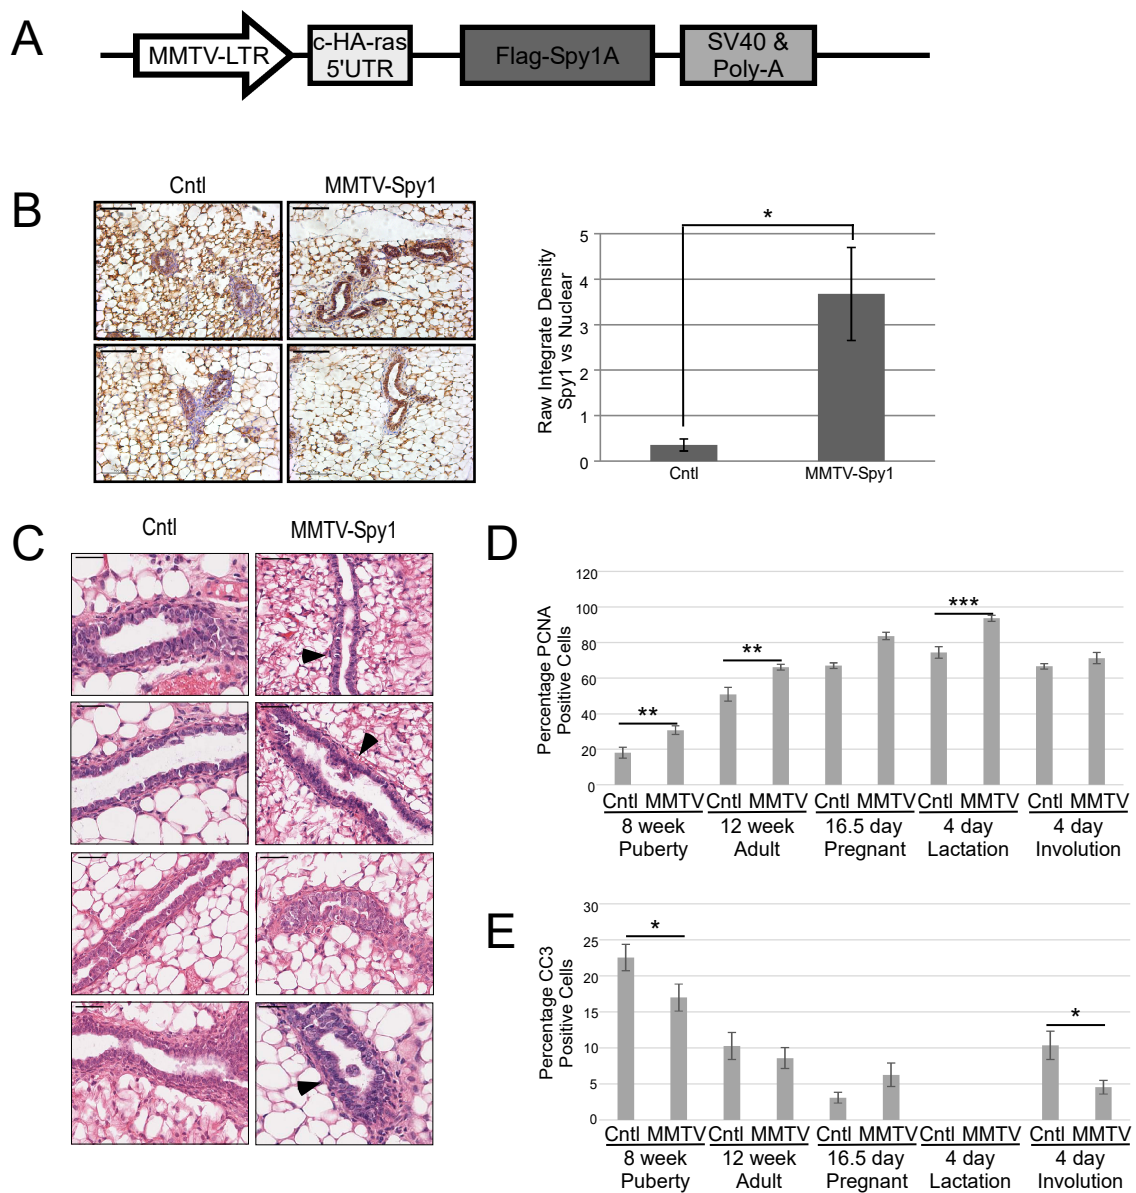 A
MMTV-LTR
c-HA-ras
5'UTR
Flag-Spy1A
SV40 &
Poly-A
B
Cntl
MMTV-Spy1
*
Raw Integrate Density
Spy1 vs Nuclear
5
4
3
2
1
0
Cntl
MMTV-Spy1
C
Cntl
MMTV-Spy1
D
Percentage PCNA
Positive Cells
120
100
80
60
40
20
0
**
**
***
Cntl MMTV Cntl MMTV Cntl MMTV Cntl MMTV Cntl MMTV
8 week 12 week 16.5 day 4 day 4 day
Puberty Adult Pregnant Lactation Involution
E
Percentage CC3
Positive Cells
30
25
20
15
10
5
0
*
*
Cntl MMTV Cntl MMTV Cntl MMTV Cntl MMTV Cntl MMTV
8 week 12 week 16.5 day 4 day 4 day
Puberty Adult Pregnant Lactation Involution